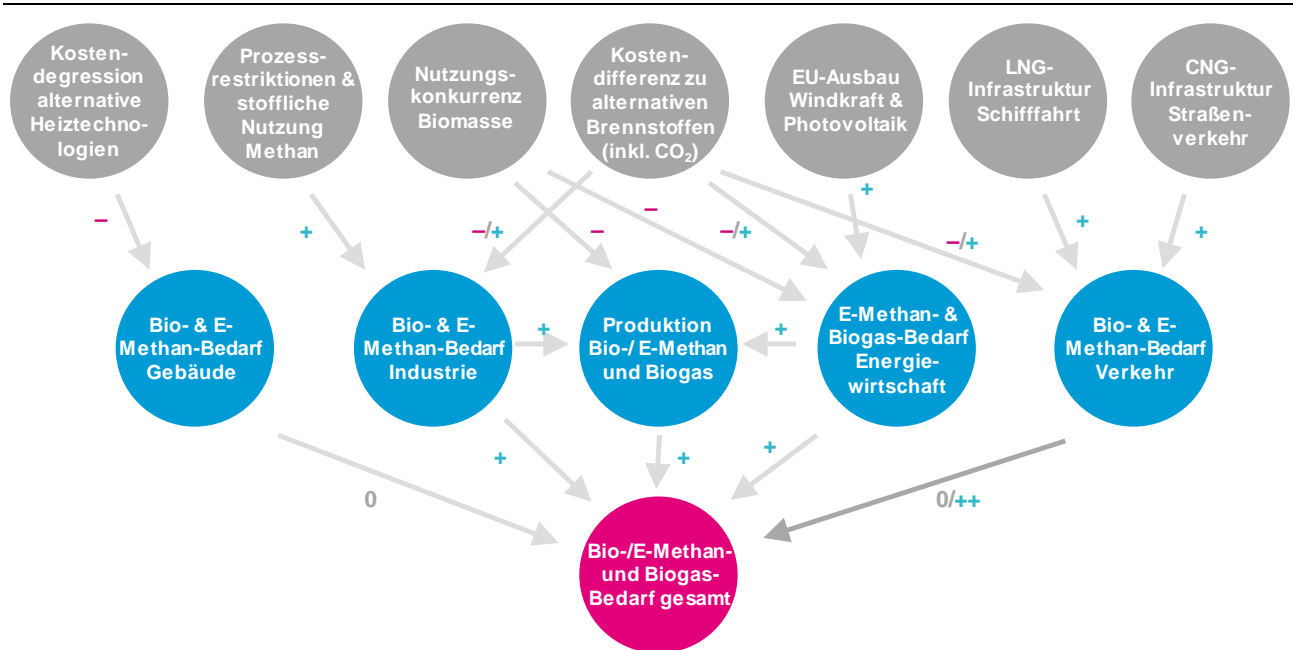 Kosten-
degression
alternative
Heiztechno-
logien
Prozess-
restriktionen &
stoffliche
Nutzung
Methan
Nutzungs-
konkurrenz
Biomasse
Kosten-
differenz zu
alternativen
Brennstoffen
(inkl. CO₂)
EU-Ausbau
Windkraft &
Photovoltaik
LNG-
Infrastruktur
Schifffahrt
CNG-
Infrastruktur
Straßen-
verkehr
–
+
–/+
–
–
–/+
+
–/+
+
+
Bio- & E-
Methan-Bedarf
Gebäude
Bio- & E-
Methan-Bedarf
Industrie
+
Produktion
Bio-/ E-Methan
und Biogas
+
E-Methan- &
Biogas-Bedarf
Energie-
wirtschaft
Bio- & E-
Methan-Bedarf
Verkehr
0
+
+
+
0/++
Bio-/E-Methan-
und Biogas-
Bedarf gesamt